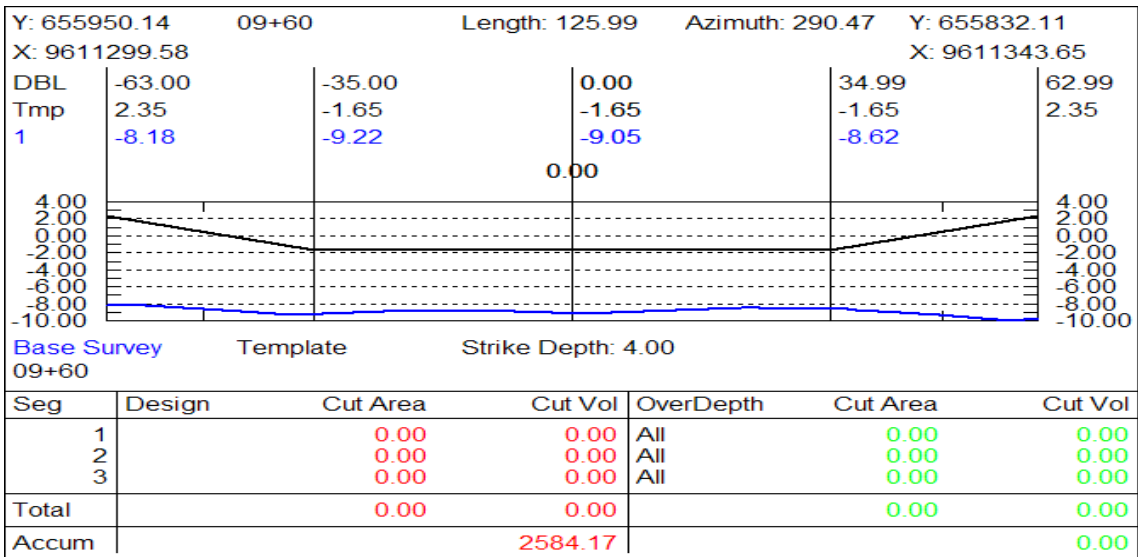 Y: 655950.14 09+60 Length: 125.99 Azimuth: 290.47 Y: 655832.11
X: 9611299.58 X: 9611343.65
DBL -63.00 -35.00 0.00 34.99 62.99
Tmp 2.35 -1.65 -1.65 -1.65 2.35
1 -8.18 -9.22 -9.05 -8.62
0.00
4.00 4.00
2.00 2.00
0.00 0.00
-2.00 -2.00
-4.00 -4.00
-6.00 -6.00
-8.00 -8.00
-10.00 -10.00
Base Survey Template Strike Depth: 4.00
09+60
Seg Design Cut Area Cut Vol OverDepth Cut Area Cut Vol
1 0.00 0.00 All 0.00 0.00
2 0.00 0.00 All 0.00 0.00
3 0.00 0.00 All 0.00 0.00
Total 0.00 0.00 0.00 0.00
Accum 2584.17 0.00